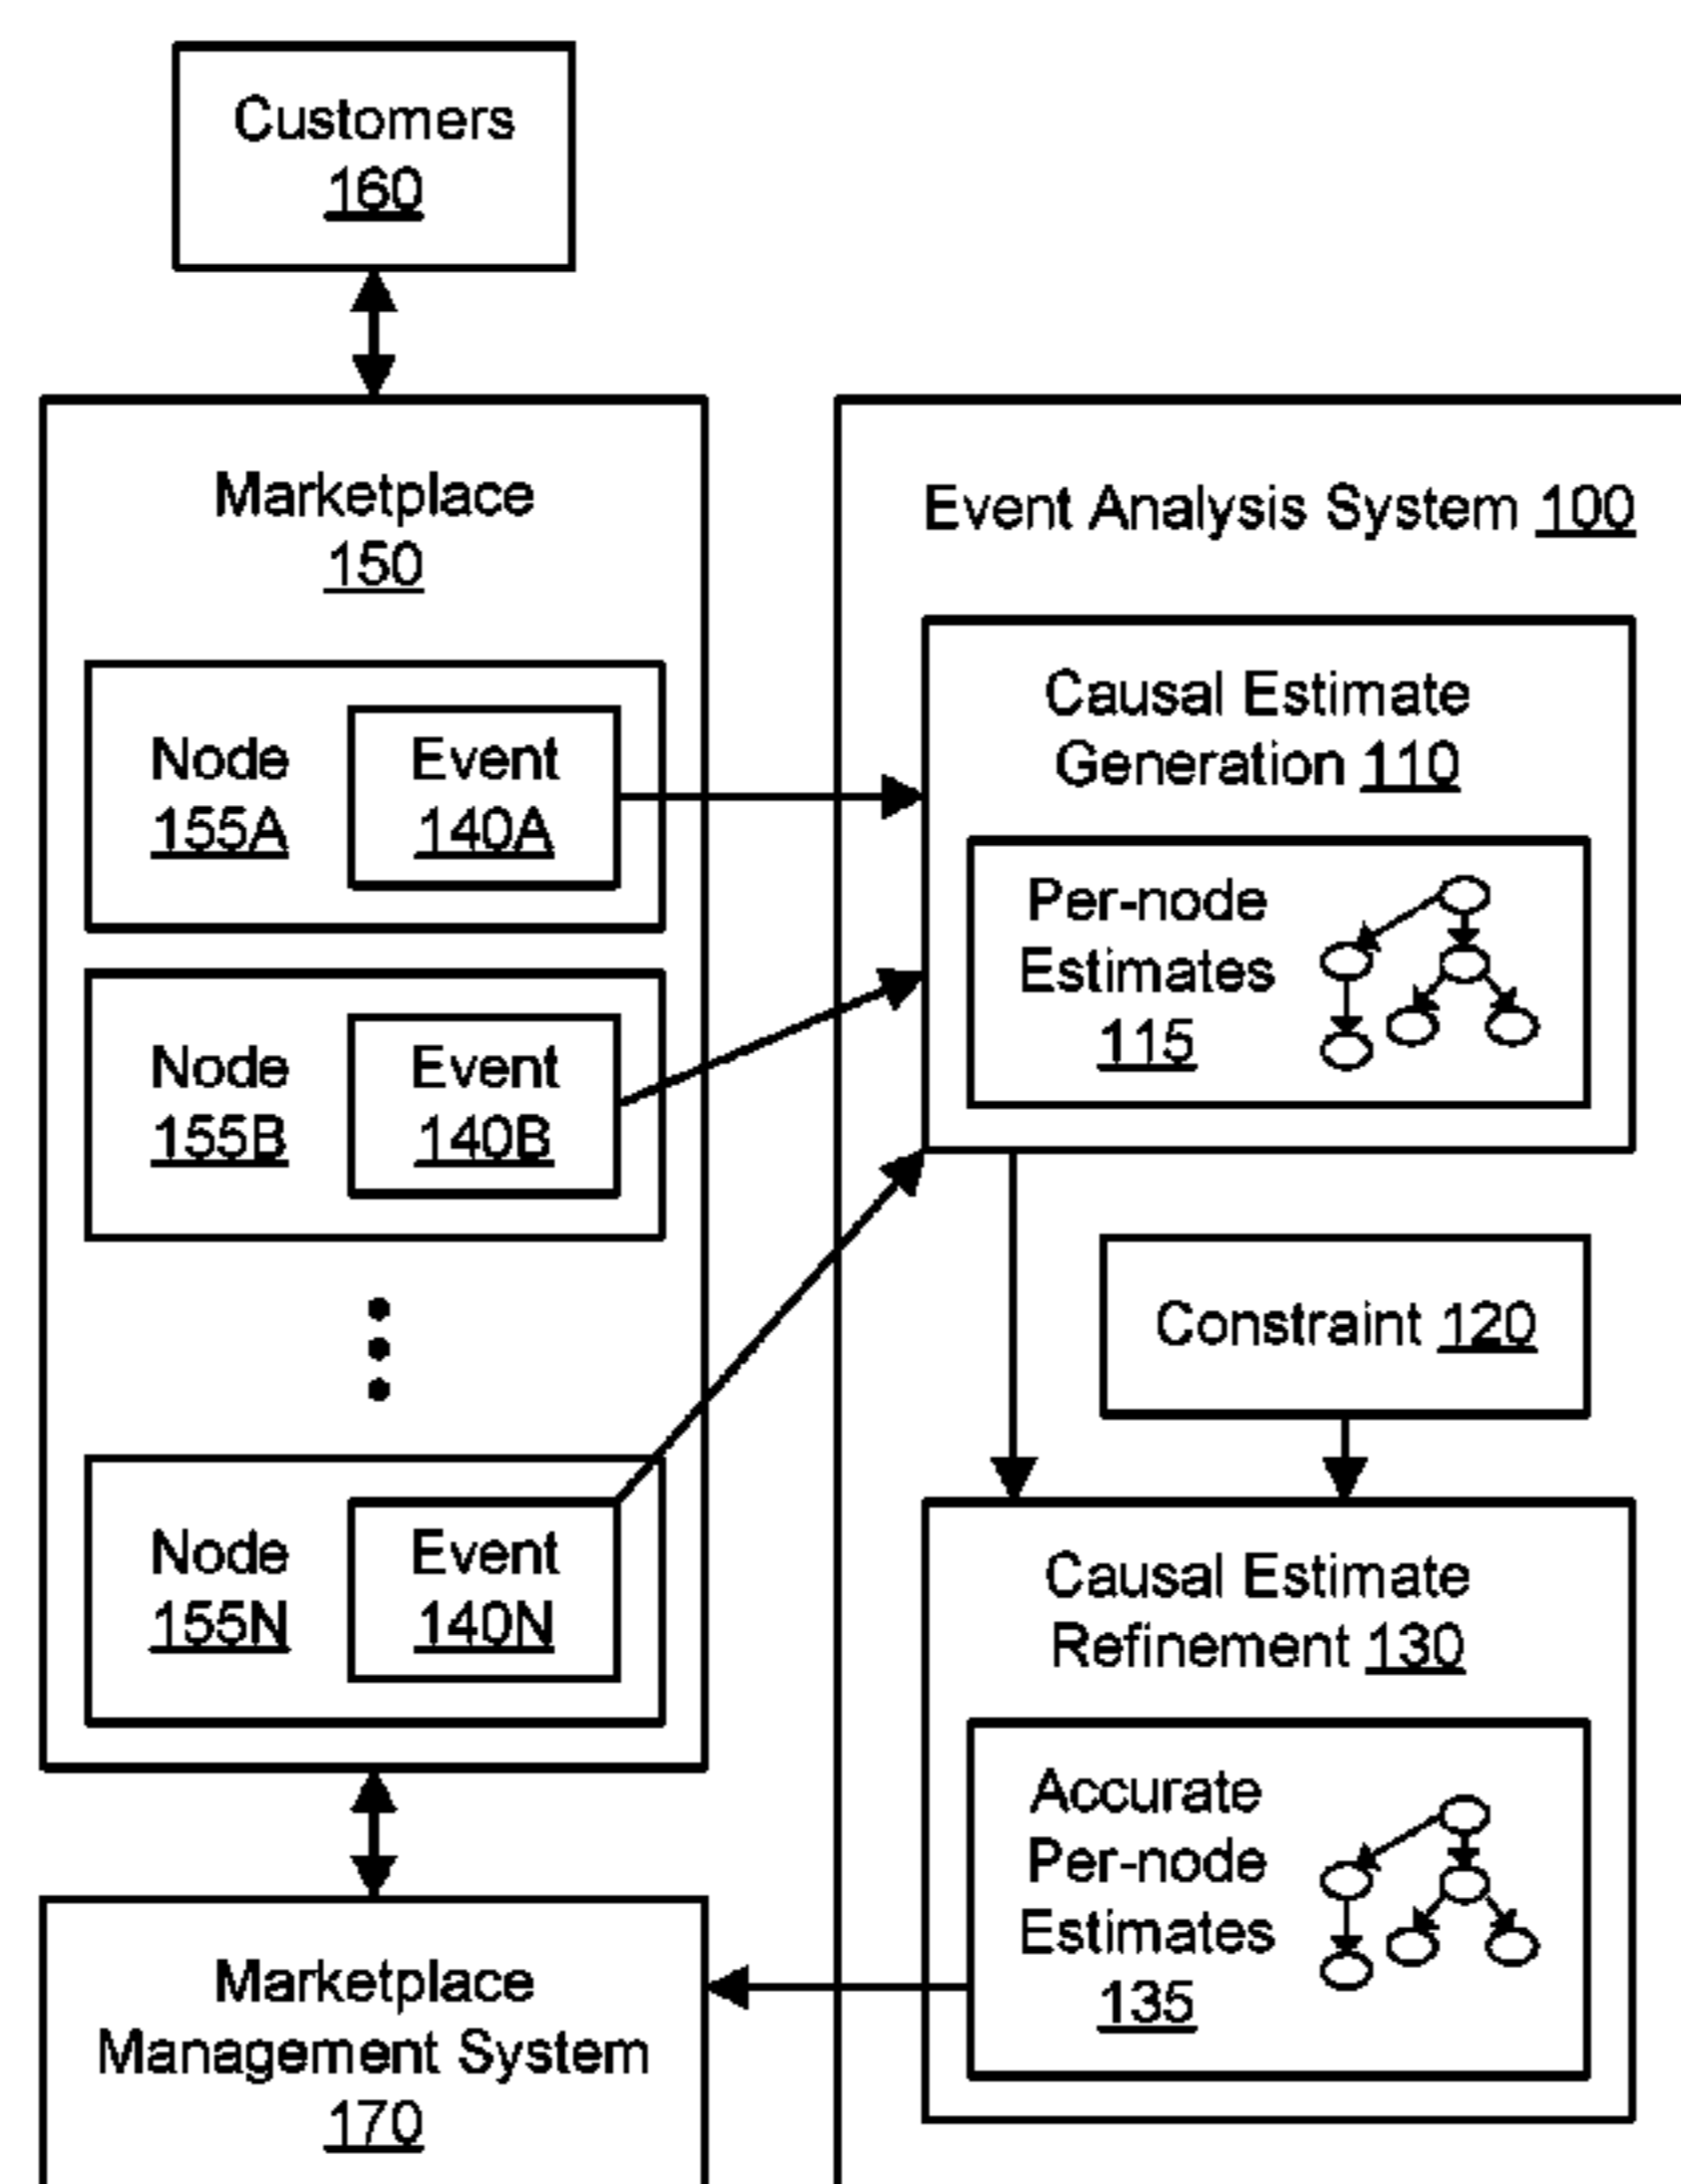 Customers
160
Marketplace
150
Node
155A
Event
140A
Node
155B
Event
140B
Node
155N
Event
140N
Marketplace
Management System
170
Event Analysis System 100
Causal Estimate
Generation 110
Per-node
Estimates
115
Constraint 120
Causal Estimate
Refinement 130
Accurate
Per-node
Estimates
135